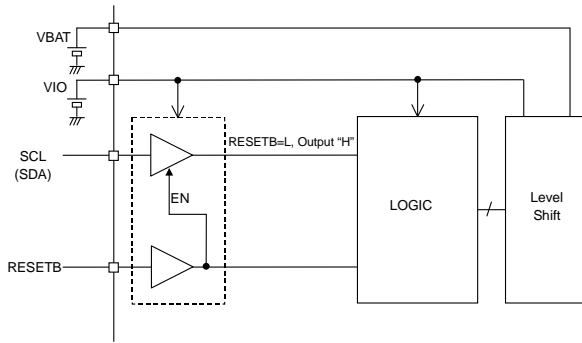 VBAT
VIO
SCL
(SDA)
RESETB=L, Output “H”
EN
LOGIC
Level
Shift
RESETB